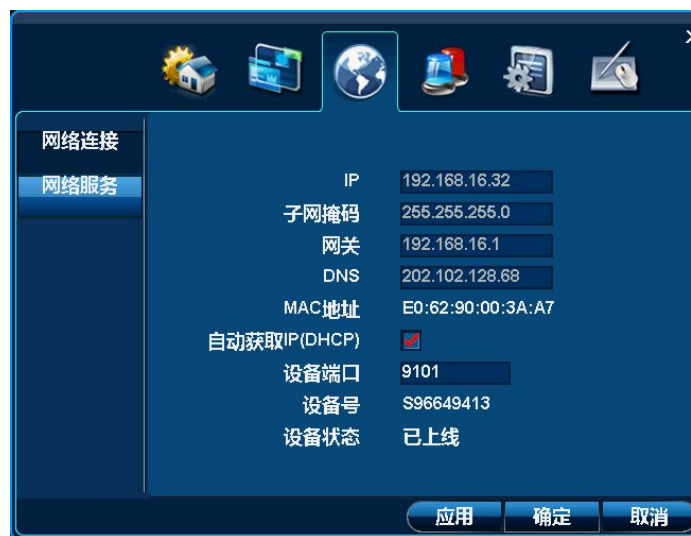 网络连接
网络服务
IP 192.168.16.32
子网掩码 255.255.255.0
网关 192.168.16.1
DNS 202.102.128.68
MAC地址 E0:62:90:00:3A:A7
自动获取IP(DHCP)
设备端口 9101
设备号 S96649413
设备状态 已上线
应用 确定 取消